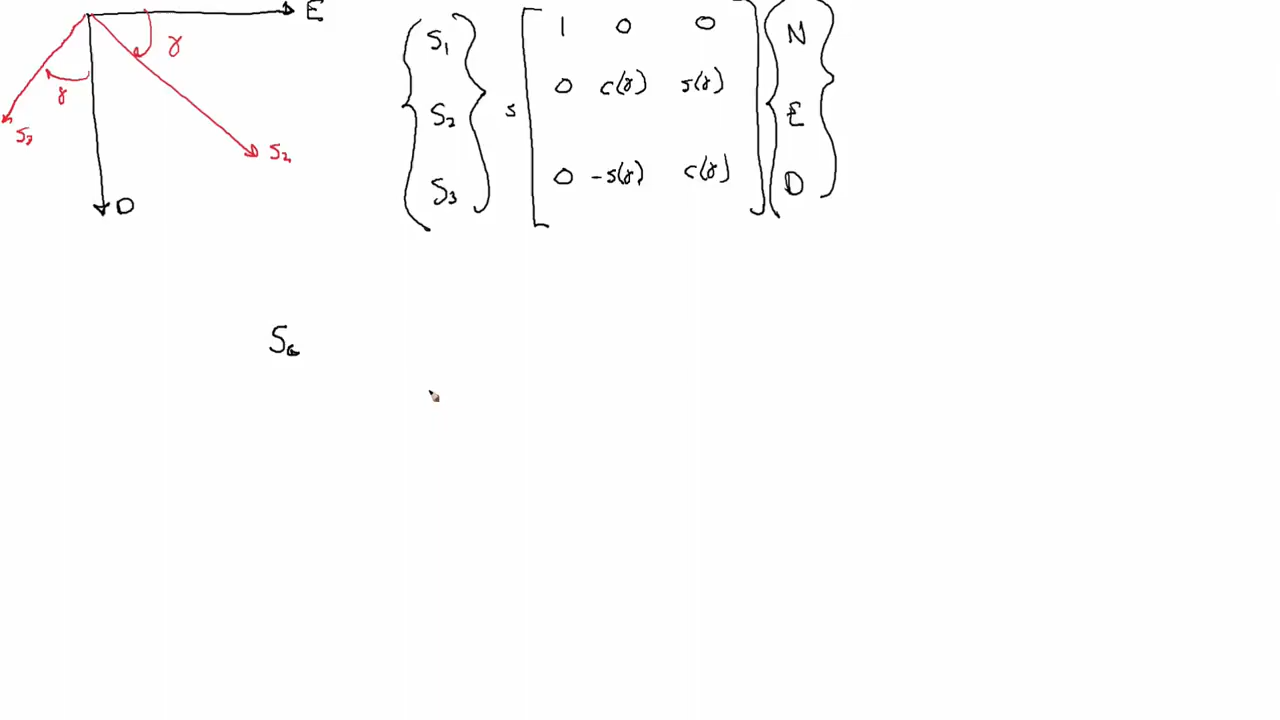 E
γ
γ
S₃
S₂
D
{S₁ S₂ S₃} = [1 0 0
0 c(γ) s(γ)
0 -s(γ) c(γ)] {N E D}
S₆